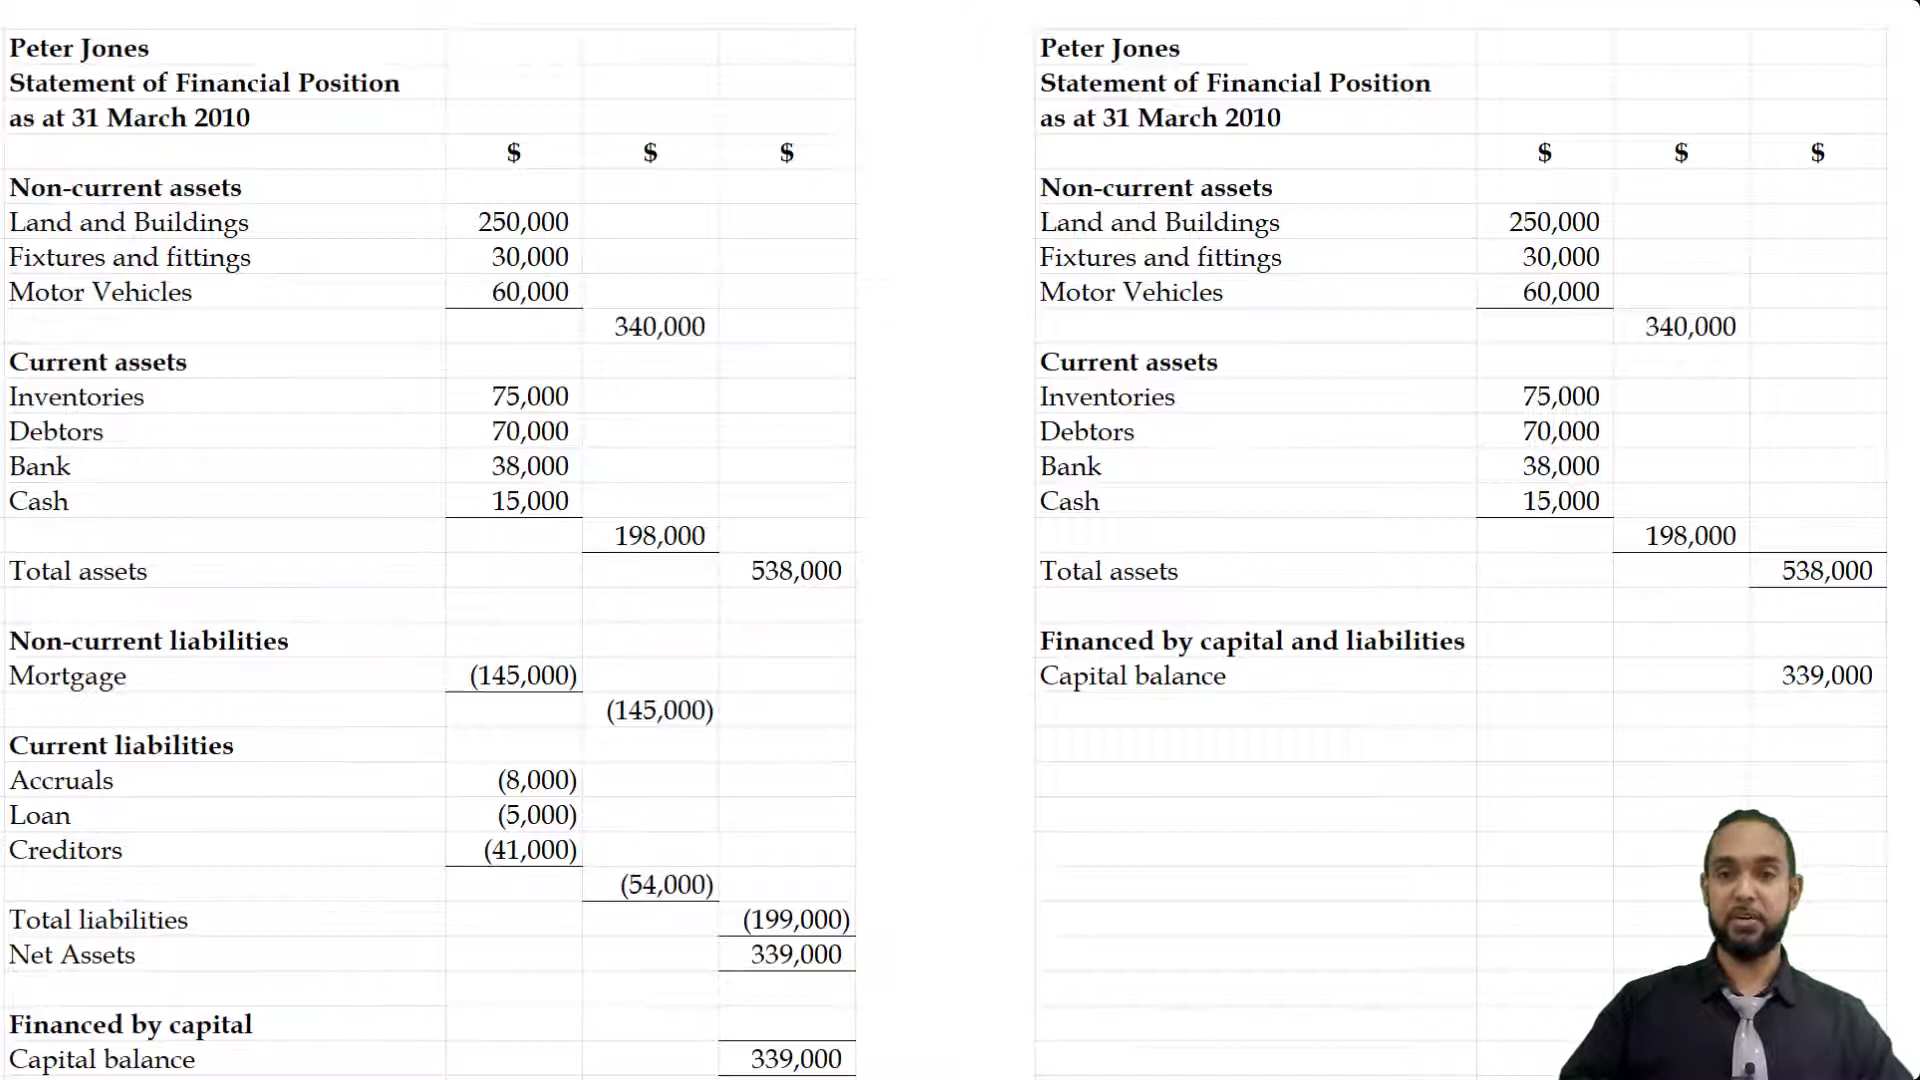 Peter Jones
Statement of Financial Position
as at 31 March 2010
$ $ $
Non-current assets
Land and Buildings 250,000
Fixtures and fittings 30,000
Motor Vehicles 60,000
340,000
Current assets
Inventories 75,000
Debtors 70,000
Bank 38,000
Cash 15,000
198,000
Total assets 538,000
Non-current liabilities
Mortgage (145,000)
(145,000)
Current liabilities
Accruals (8,000)
Loan (5,000)
Creditors (41,000)
(54,000)
Total liabilities (199,000)
Net Assets 339,000
Financed by capital
Capital balance 339,000
Peter Jones
Statement of Financial Position
as at 31 March 2010
$ $ $
Non-current assets
Land and Buildings 250,000
Fixtures and fittings 30,000
Motor Vehicles 60,000
340,000
Current assets
Inventories 75,000
Debtors 70,000
Bank 38,000
Cash 15,000
198,000
Total assets 538,000
Financed by capital and liabilities
Capital balance 339,000